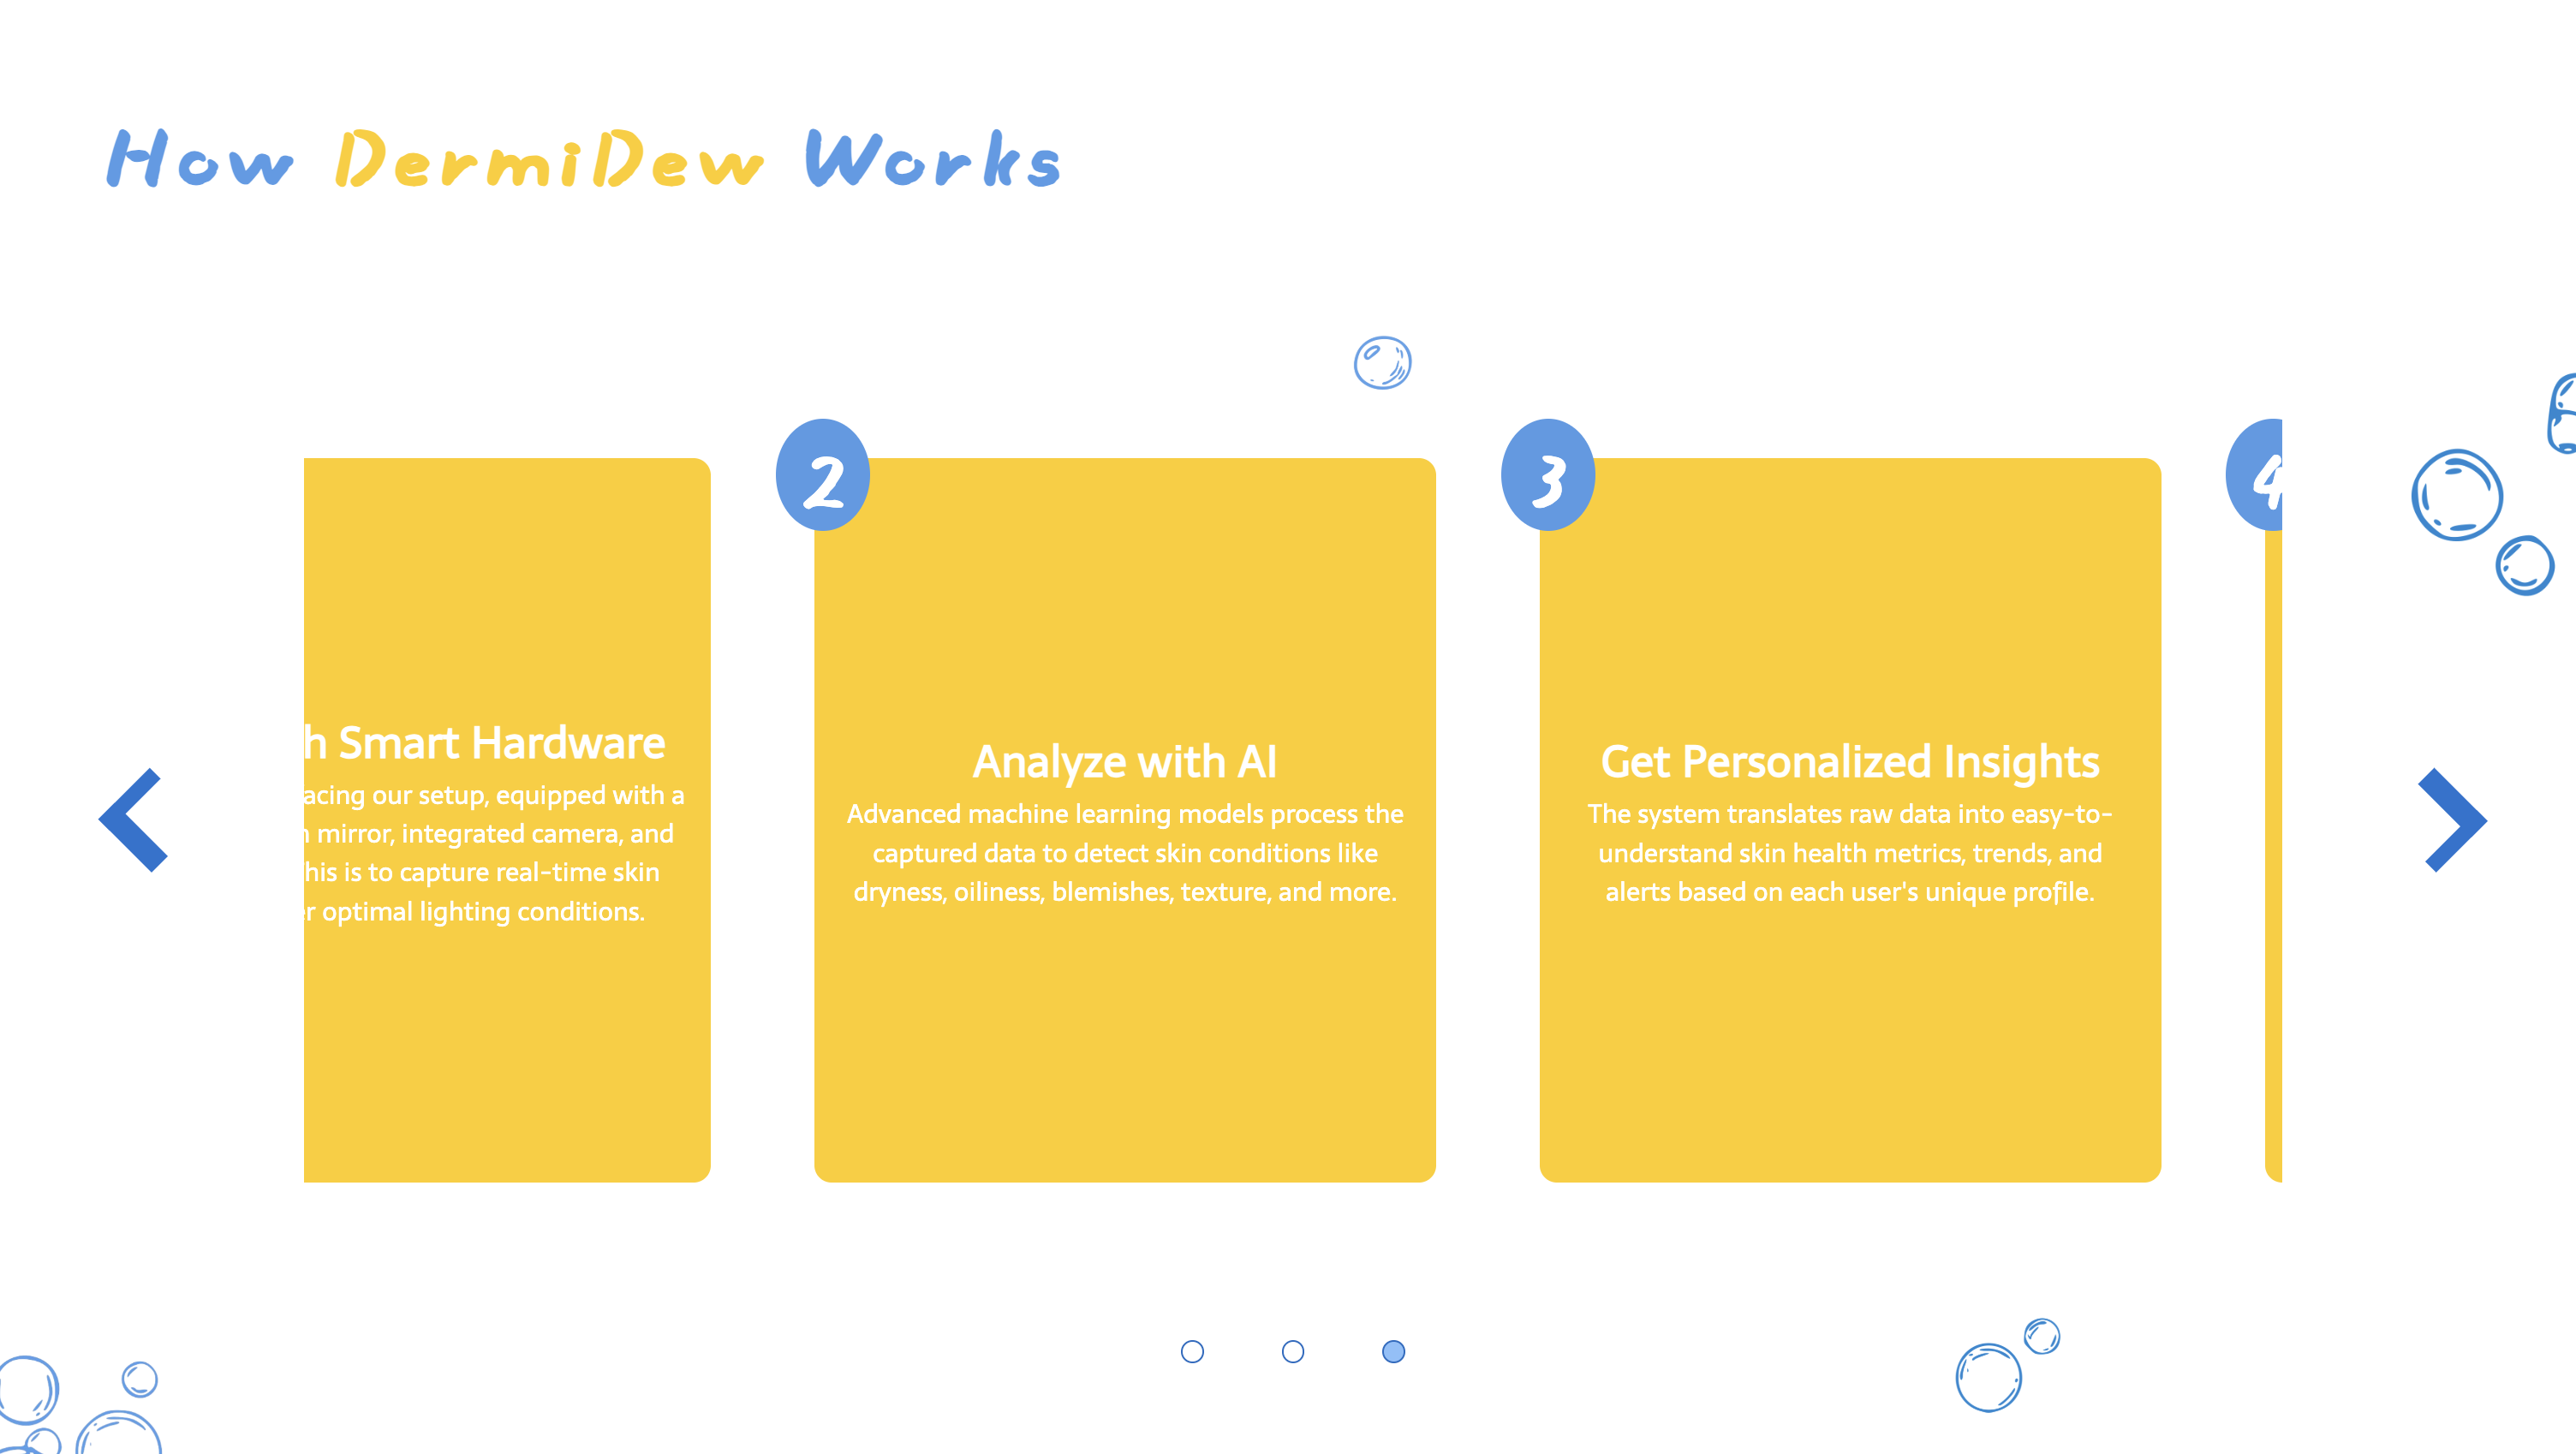 How DermiDew Works
Smart Hardware
our setup, equipped with a
mirror, integrated camera, and
is to capture real-time skin
optimal lighting conditions.
2
Analyze with AI
Advanced machine learning models process the
captured data to detect skin conditions like
dryness, oiliness, blemishes, texture, and more.
3
Get Personalized Insights
The system translates raw data into easy-to-
understand skin health metrics, trends, and
alerts based on each user's unique profile.
4